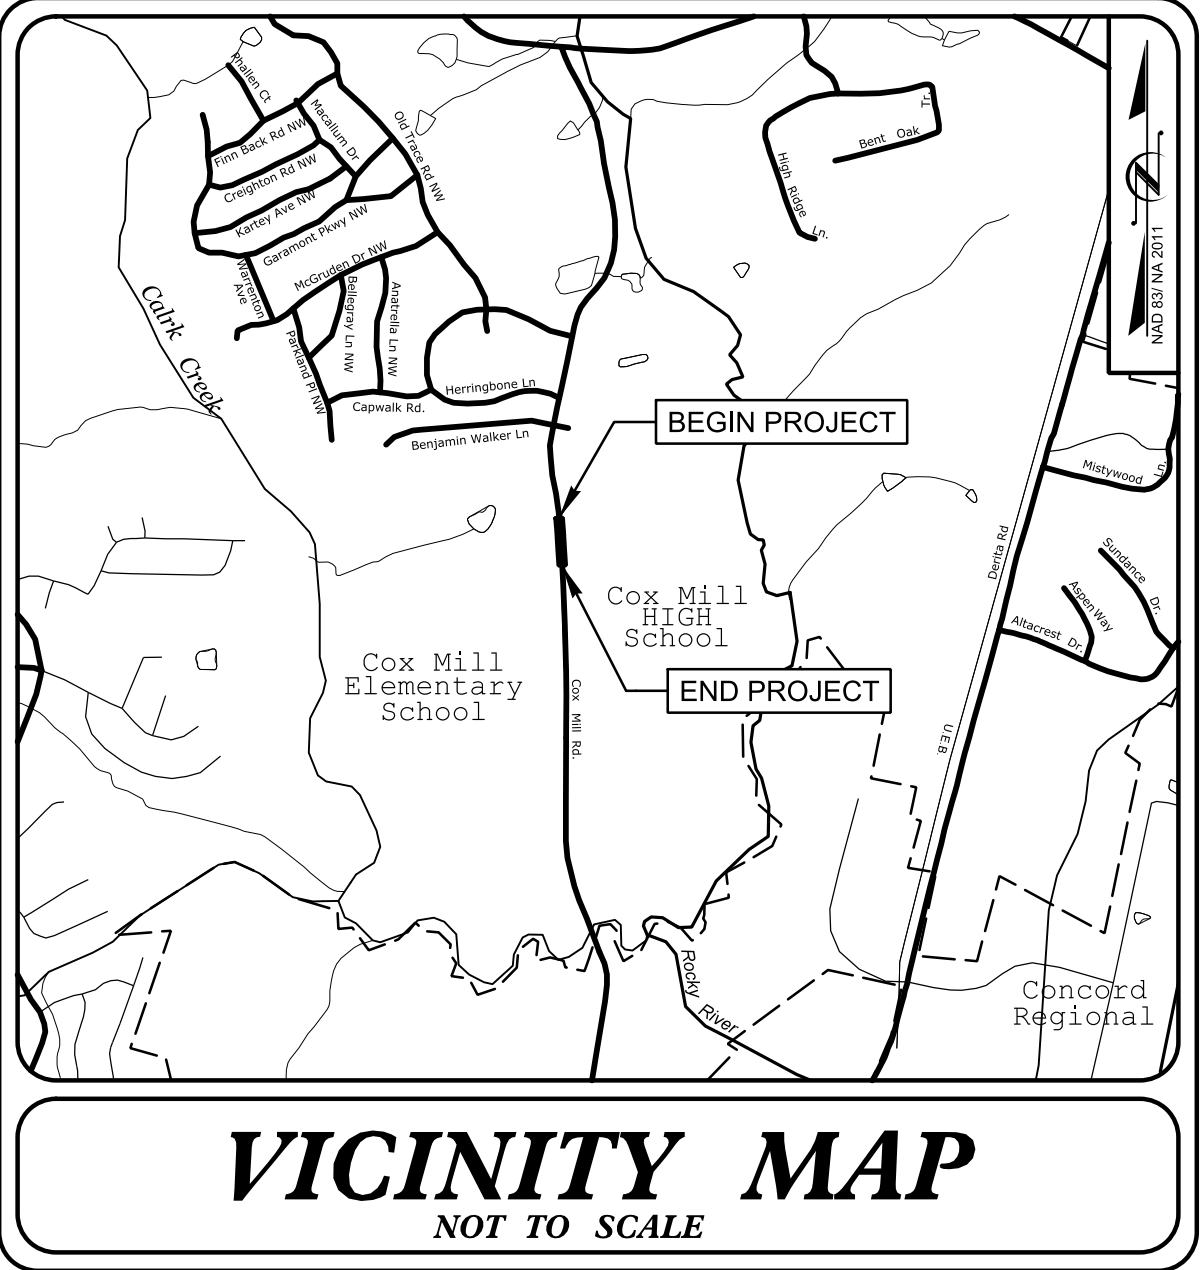 Phallen Ct
Finn Back Rd NW
Macallum Dr
Old Trace Rd NW
Creighton Rd NW
Kartey Ave NW
Garamont Pkwy NW
McGruden Dr NW
Warrenton
Ave
Bellegray Ln NW
Anatrella Ln NW
Parkland Pl NW
Herringbone Ln
Capwalk Rd.
Benjamin Walker Ln
Calrk Creek
Bent Oak Tr.
High Ridge Ln.
NAD 83/ NA 2011
BEGIN PROJECT
Mistywood Ln.
Derita Rd
Sundance Dr.
Aspen Way
Altacrest Dr.
Cox Mill
HIGH
School
Cox Mill
Elementary
School
END PROJECT
Cox Mill Rd.
U.E.B.
Rocky River
Concord
Regional
VICINITY MAP
NOT TO SCALE